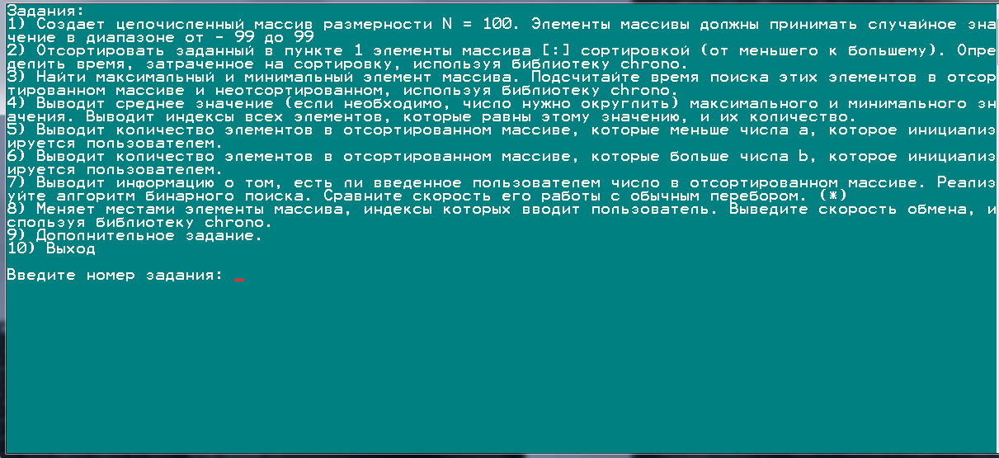 Задания:
1) Создает целочисленный массив размерности N = 100. Элементы массивы должны принимать случайное зна
чение в диапазоне от - 99 до 99
2) Отсортировать заданный в пункте 1 элементы массива [:] сортировкой (от меньшего к большему). Опре
делить время, затраченное на сортировку, используя библиотеку chrono.
3) Найти максимальный и минимальный элемент массива. Подсчитайте время поиска этих элементов в отсор
тированном массиве и неотсортированном, используя библиотеку chrono.
4) Выводит среднее значение (если необходимо, число нужно округлить) максимального и минимального зн
ачения. Выводит индексы всех элементов, которые равны этому значению, и их количество.
5) Выводит количество элементов в отсортированном массиве, которые меньше числа a, которое инициализ
ируется пользователем.
6) Выводит количество элементов в отсортированном массиве, которые больше числа b, которое инициализ
ируется пользователем.
7) Выводит информацию о том, есть ли введенное пользователем число в отсортированном массиве. Реализ
уйте алгоритм бинарного поиска. Сравните скорость его работы с обычным перебором. (*)
8) Меняет местами элементы массива, индексы которых вводит пользователь. Выведите скорость обмена, и
спользуя библиотеку chrono.
9) Дополнительное задание.
10) Выход
Введите номер задания: